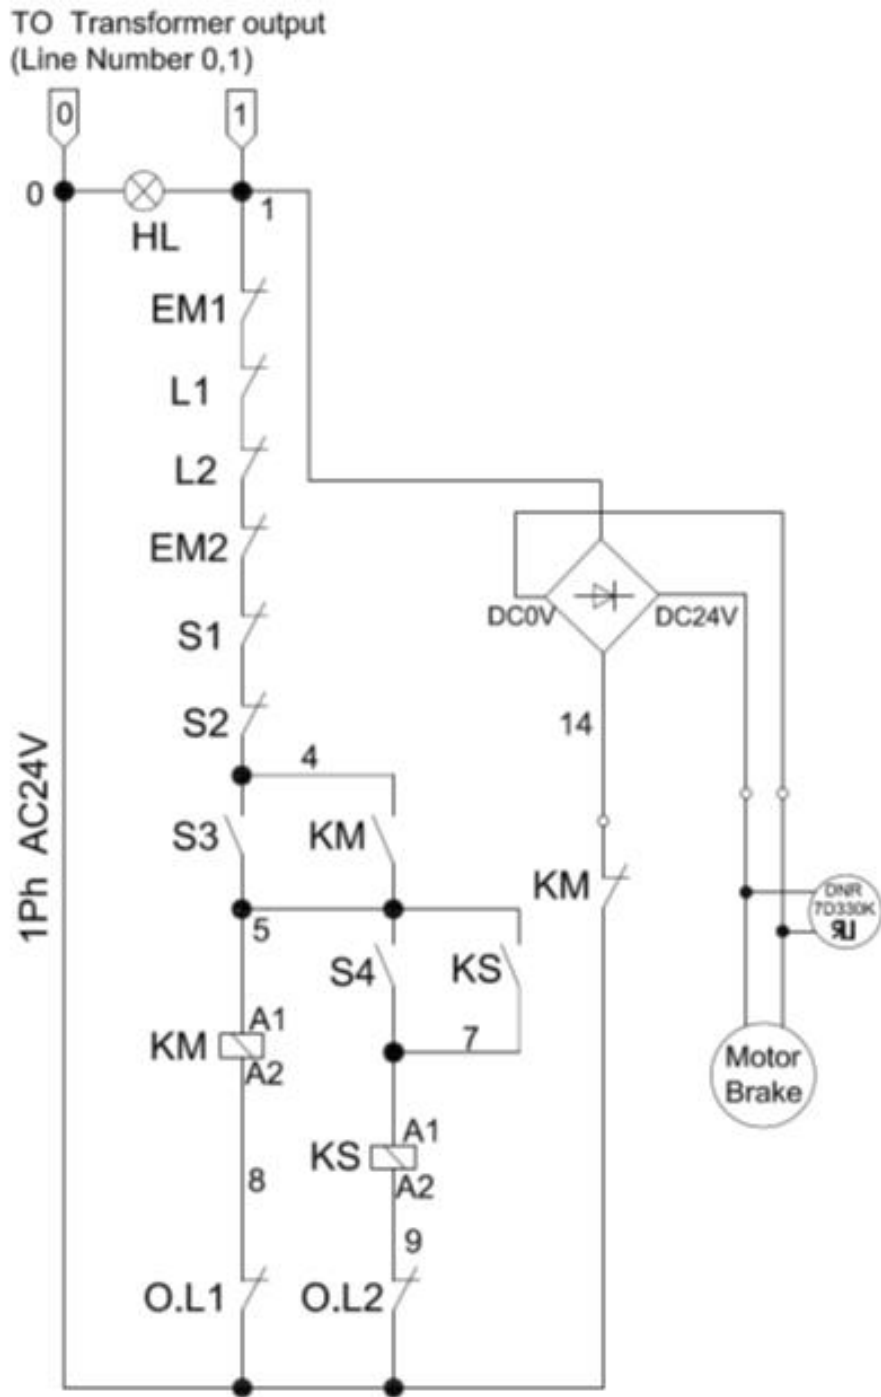 TO Transformer output
(Line Number 0,1)
0
1
0
1
HL
EM1
L1
L2
EM2
DC0V
DC24V
S1
S2
14
4
1Ph AC24V
S3
KM
KM
DNR
7D330K
5
S4
KS
KM
A1
A2
7
Motor
Brake
KS
A1
A2
8
9
O.L1
O.L2